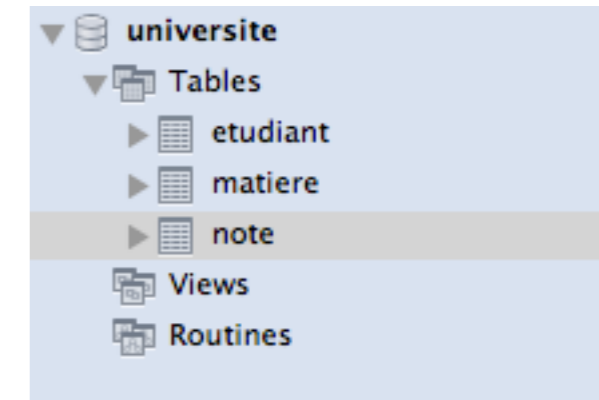 universite
Tables
etudiant
matiere
note
Views
Routines